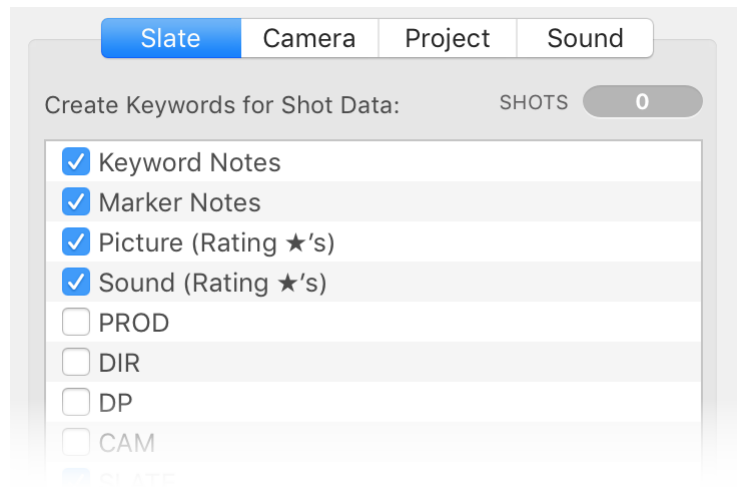 Slate Camera Project Sound
Create Keywords for Shot Data: SHOTS 0
Keyword Notes
Marker Notes
Picture (Rating ★’s)
Sound (Rating ★’s)
PROD
DIR
DP
CAM
SLATE